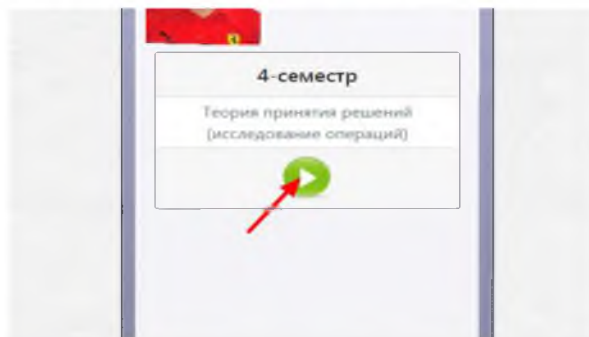 4-семестр
Теория принятия решений
(исследование операций)